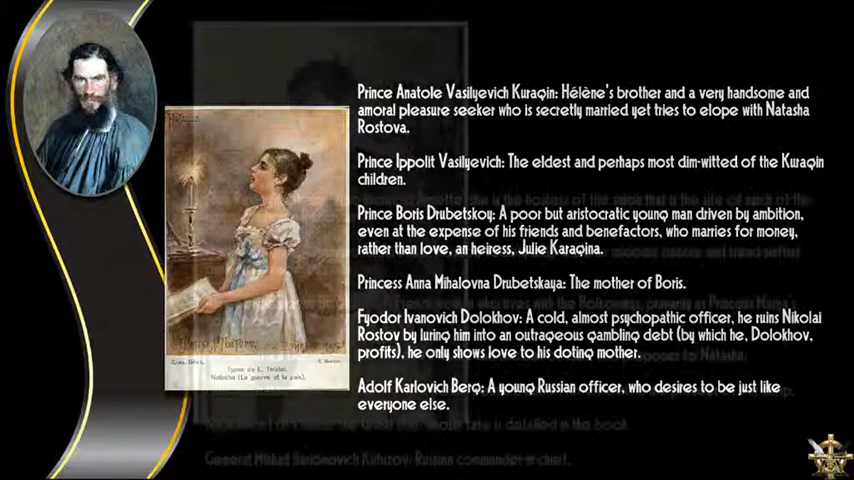 Prince Anatole Vasilyevich Kuragin: Hélène's brother and a very handsome and
amoral pleasure seeker who is secretly married yet tries to elope with Natasha
Rostova.
Prince Ippolit Vasilyevich: The eldest and perhaps most dim-witted of the Kuragin
children.
Prince Boris Drubetskoy: A poor but aristocratic young man driven by ambition,
even at the expense of his friends and benefactors, who marries for money,
rather than love, an heiress, Julie Karagina.
Princess Anna Mihalovna Drubetskaya: The mother of Boris.
Fyodor Ivanovich Dolokhov: A cold, almost psychopathic officer, he ruins Nikolai
Rostov by luring him into an outrageous gambling debt (by which he, Dolokhov,
profits), he only shows love to his doting mother.
Adolf Karlovich Berg: A young Russian officer, who desires to be just like
everyone else.
Types de L. Tolstoi.
Natacha (La guerre et la paix).
General Mikhail Ilarionovich Kutuzov: Russian commander-in-chief.